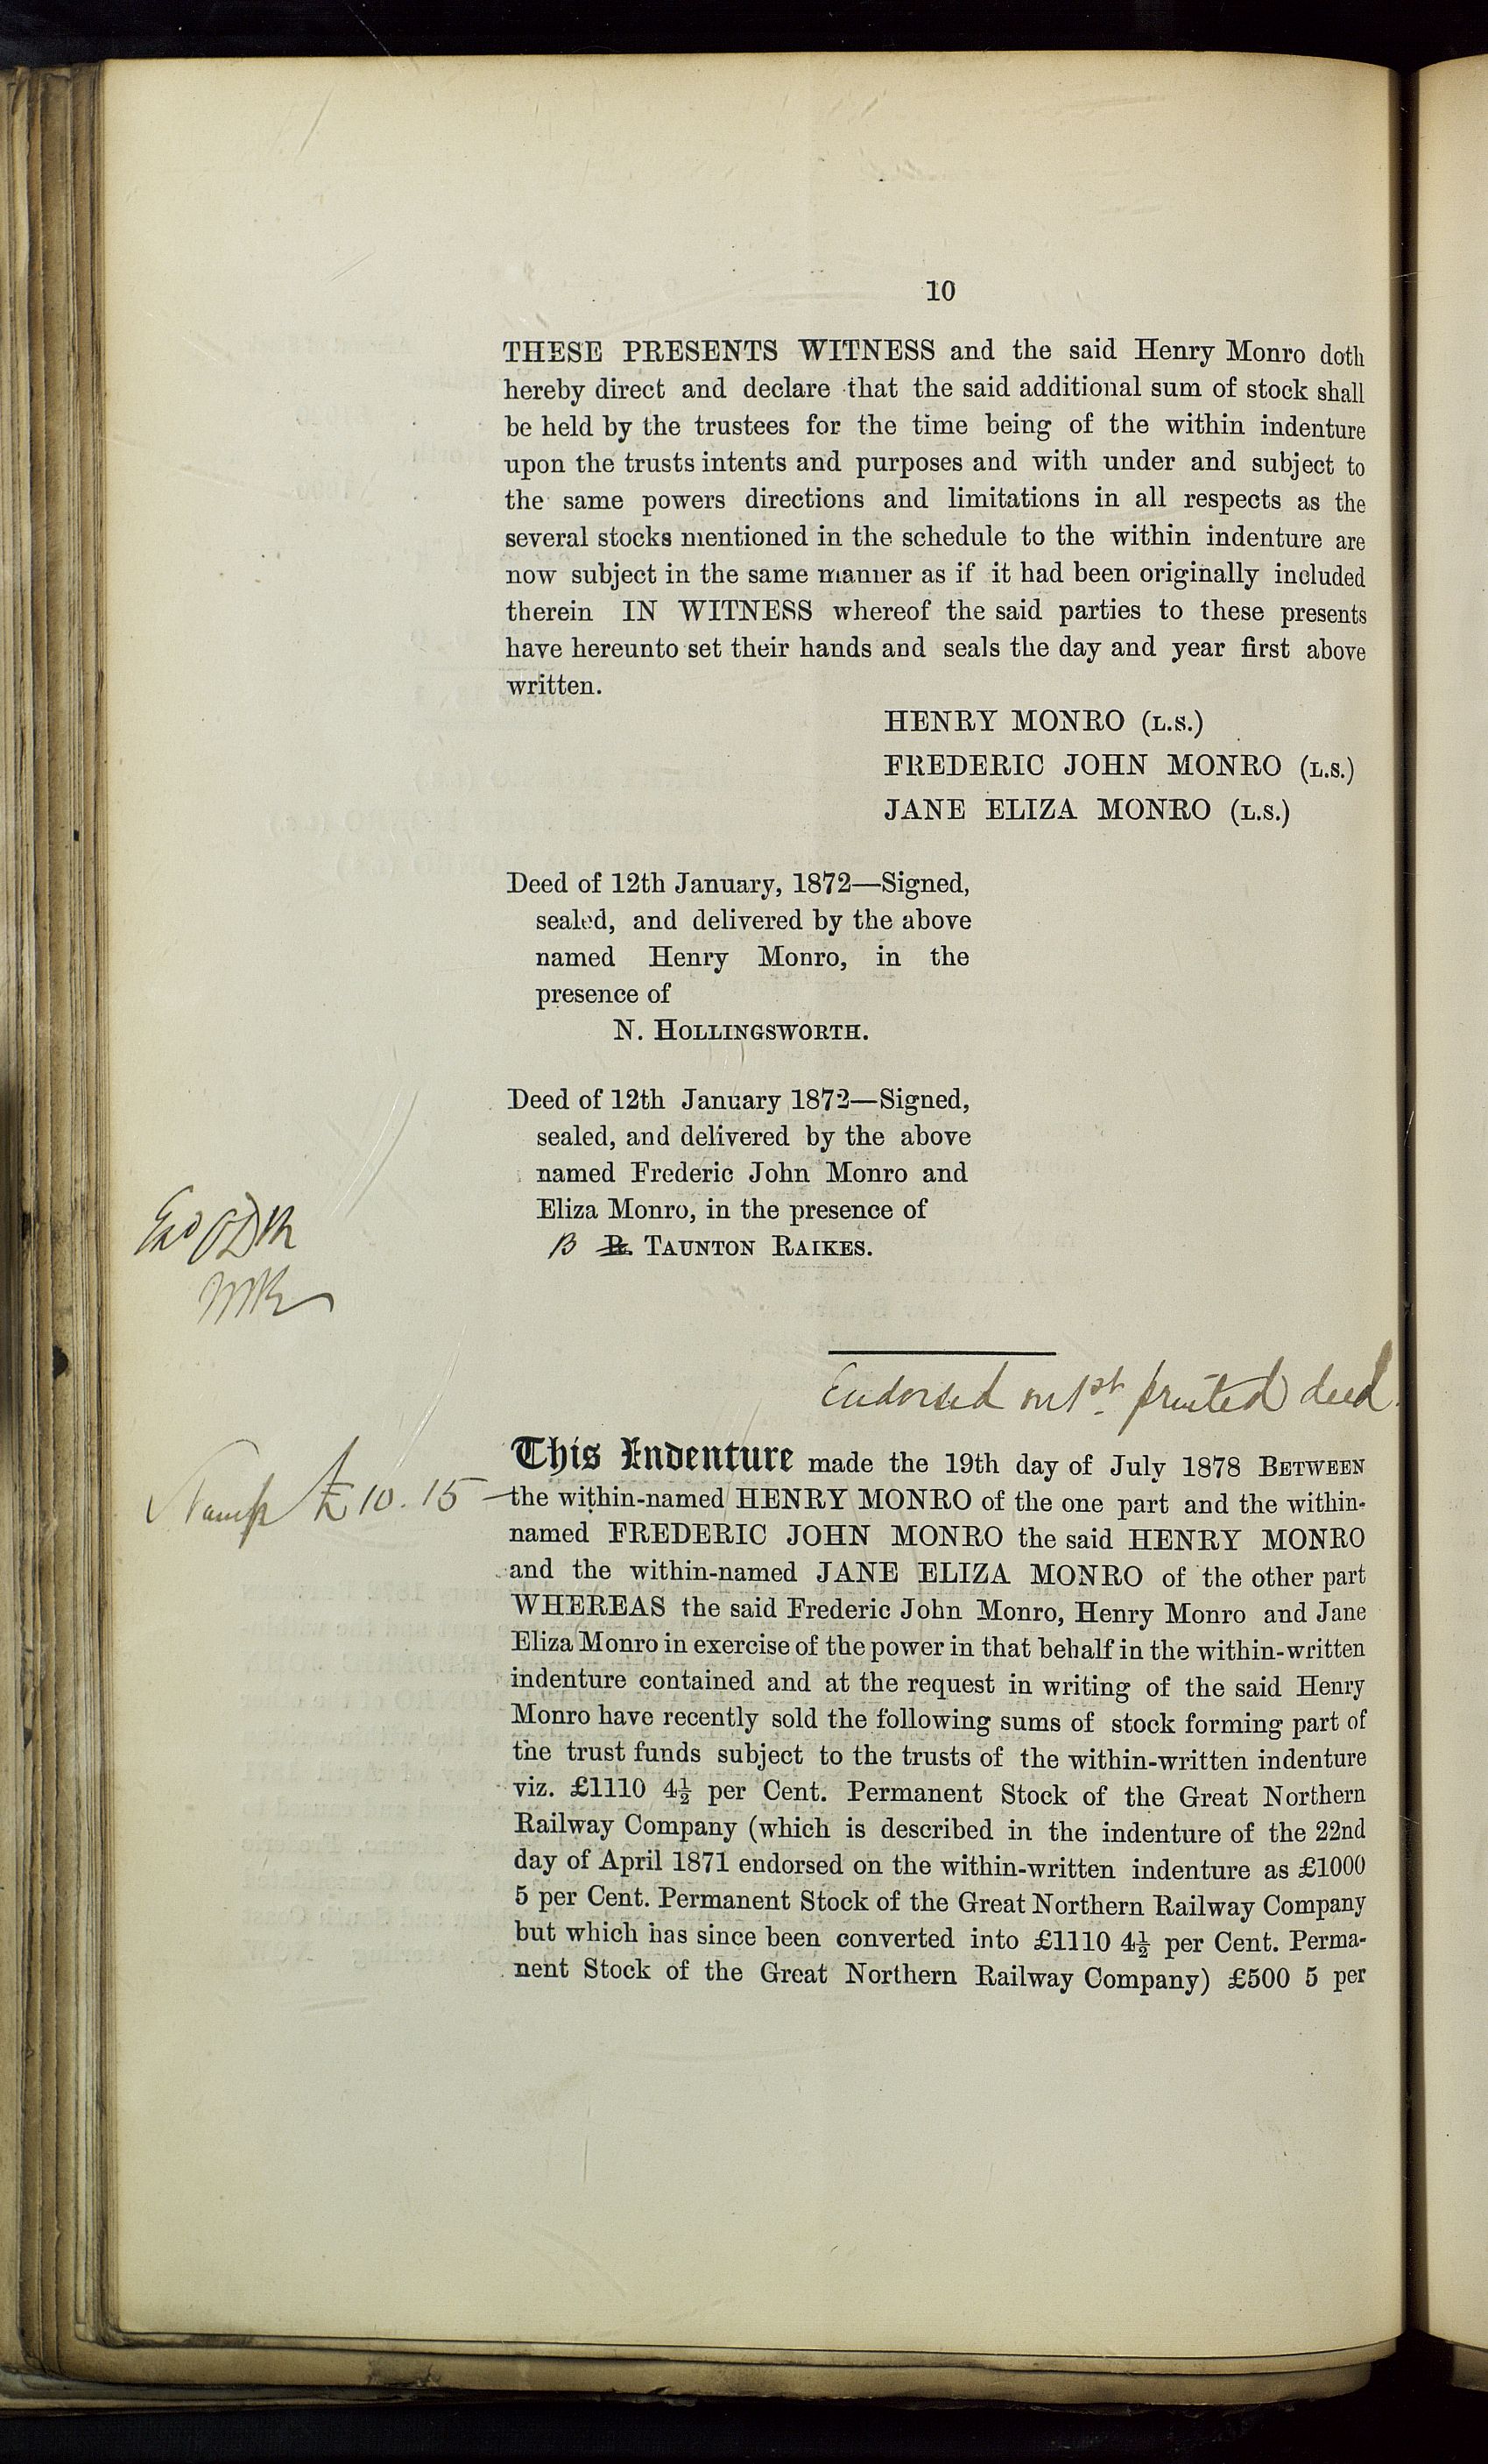 10
THESE PRESENTS WITNESS and the said Henry Monro doth
hereby direct and declare that the said additional sum of stock shall
be held by the trustees for the time being of the within indenture
upon the trusts intents and purposes and with under and subject to
the same powers directions and limitations in all respects as the
several stocks mentioned in the schedule to the within indenture are
now subject in the same manner as if it had been originally included
therein IN WITNESS whereof the said parties to these presents
have hereunto set their hands and seals the day and year first above
written.
HENRY MONRO (L.S.)
FREDERIC JOHN MONRO (L.S.)
JANE ELIZA MONRO (L.S.)
Deed of 12th January, 1872—Signed,
sealed, and delivered by the above
named Henry Monro, in the
presence of
N. HOLLINGSWORTH.
Deed of 12th January 1872—Signed,
sealed, and delivered by the above
named Frederic John Monro and
Eliza Monro, in the presence of
B R. TAUNTON RAIKES.
Endorsed on 1st printed deed.
This Indenture made the 19th day of July 1878 BETWEEN
Stamp £10.15
the within-named HENRY MONRO of the one part and the within-
named FREDERIC JOHN MONRO the said HENRY MONRO
and the within-named JANE ELIZA MONRO of the other part
WHEREAS the said Frederic John Monro, Henry Monro and Jane
Eliza Monro in exercise of the power in that behalf in the within-written
indenture contained and at the request in writing of the said Henry
Monro have recently sold the following sums of stock forming part of
the trust funds subject to the trusts of the within-written indenture
viz. £1110 4½ per Cent. Permanent Stock of the Great Northern
Railway Company (which is described in the indenture of the 22nd
day of April 1871 endorsed on the within-written indenture as £1000
5 per Cent. Permanent Stock of the Great Northern Railway Company
but which has since been converted into £1110 4½ per Cent. Perma-
nent Stock of the Great Northern Railway Company) £500 5 per